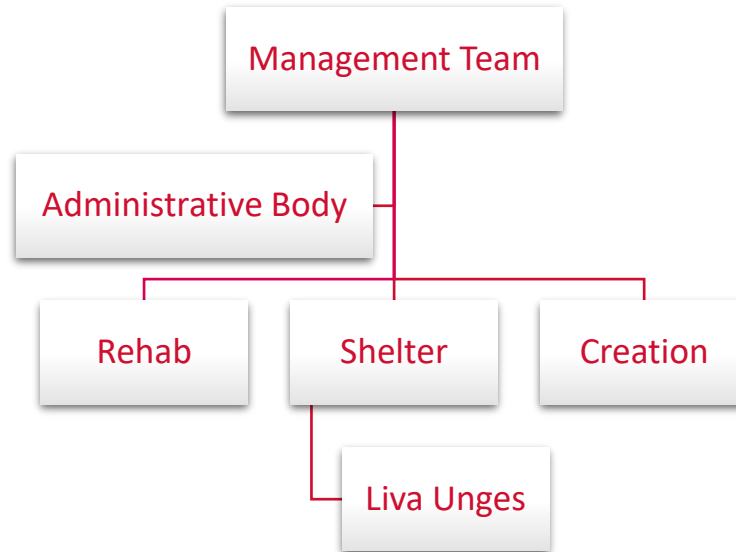 Management Team
Administrative Body
Rehab
Shelter
Creation
Liva Unges